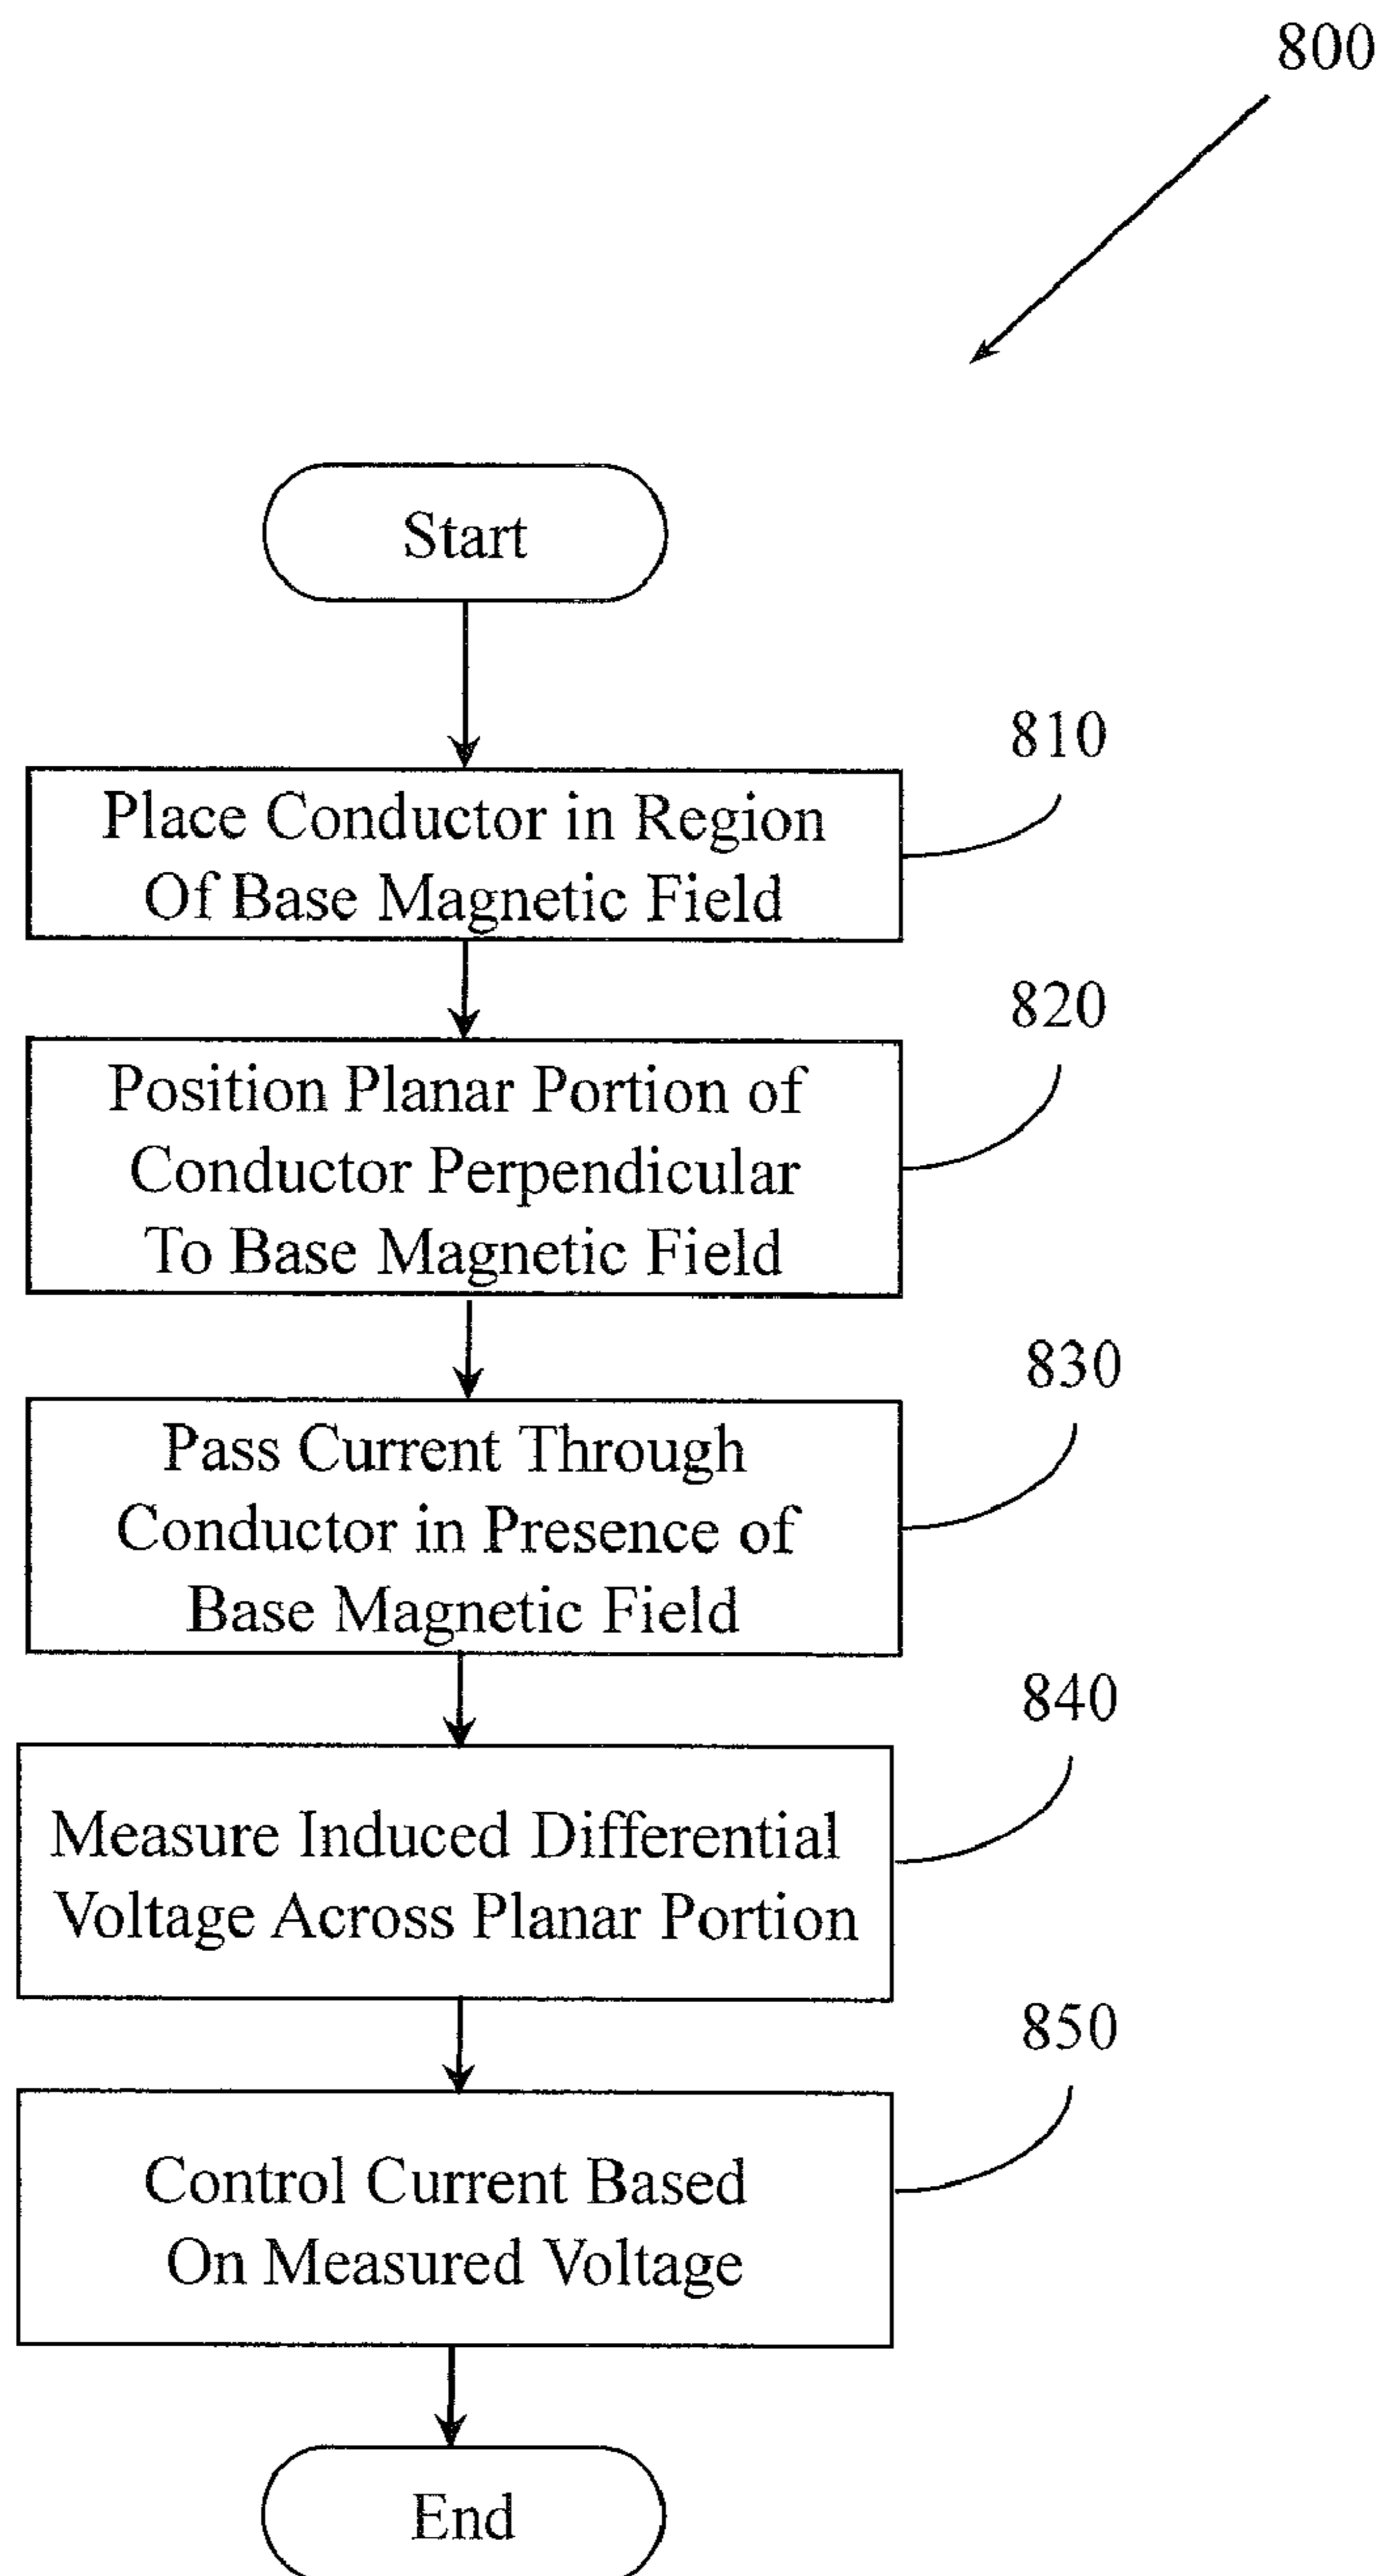 800
Start
810
Place Conductor in Region
Of Base Magnetic Field
820
Position Planar Portion of
Conductor Perpendicular
To Base Magnetic Field
830
Pass Current Through
Conductor in Presence of
Base Magnetic Field
840
Measure Induced Differential
Voltage Across Planar Portion
850
Control Current Based
On Measured Voltage
End